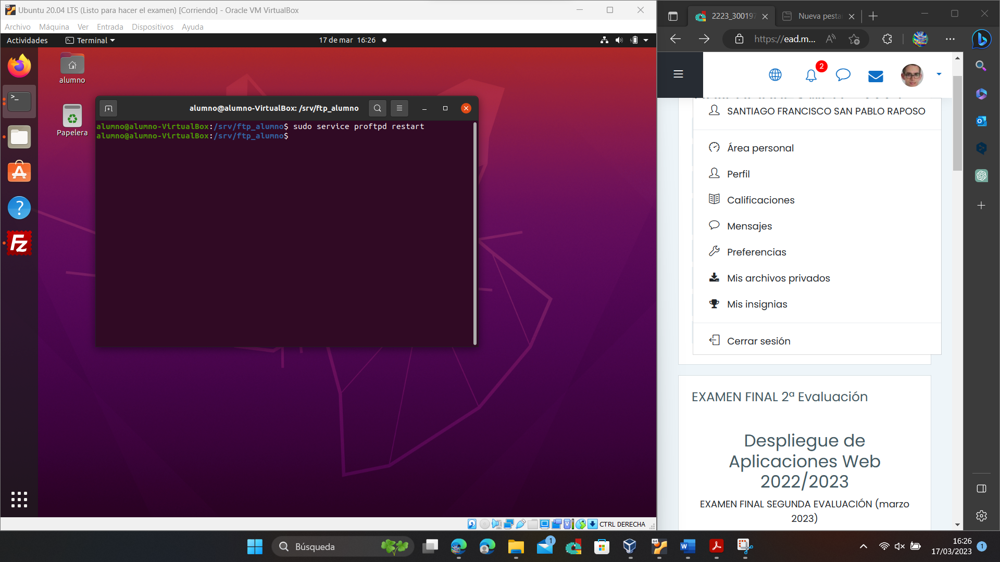 Ubuntu 20.04 LTS (Listo para hacer el examen) [Corriendo] - Oracle VM VirtualBox
Archivo Máquina Ver Entrada Dispositivos Ayuda
Actividades Terminal 17 de mar 16:26
alumno
Papelera
alumno@alumno-VirtualBox: /srv/ftp_alumno
alumno@alumno-VirtualBox:/srv/ftp_alumno$ sudo service proftpd restart
alumno@alumno-VirtualBox:/srv/ftp_alumno$
CTRL DERECHA
2223_300197 Nueva pesta
https://ead.m...
2
SANTIAGO FRANCISCO SAN PABLO RAPOSO
Área personal
Perfil
Calificaciones
Mensajes
Preferencias
Mis archivos privados
Mis insignias
Cerrar sesión
EXAMEN FINAL 2ª Evaluación
Despliegue de
Aplicaciones Web
2022/2023
EXAMEN FINAL SEGUNDA EVALUACIÓN (marzo
2023)
Búsqueda
1
16:26
17/03/2023
1